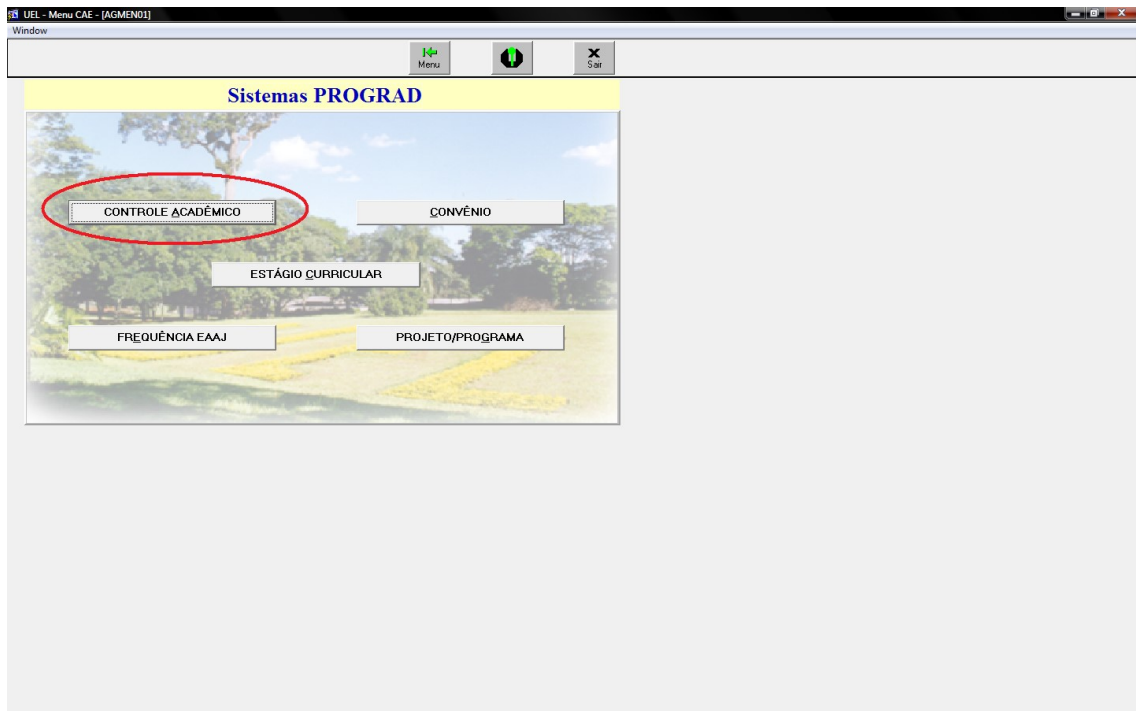 UEL - Menu CAE - [AGMEN01]
Window
Menu
Sair
Sistemas PROGRAD
CONTROLE ACADÊMICO
CONVÊNIO
ESTÁGIO CURRICULAR
FREQUÊNCIA EAAJ
PROJETO/PROGRAMA